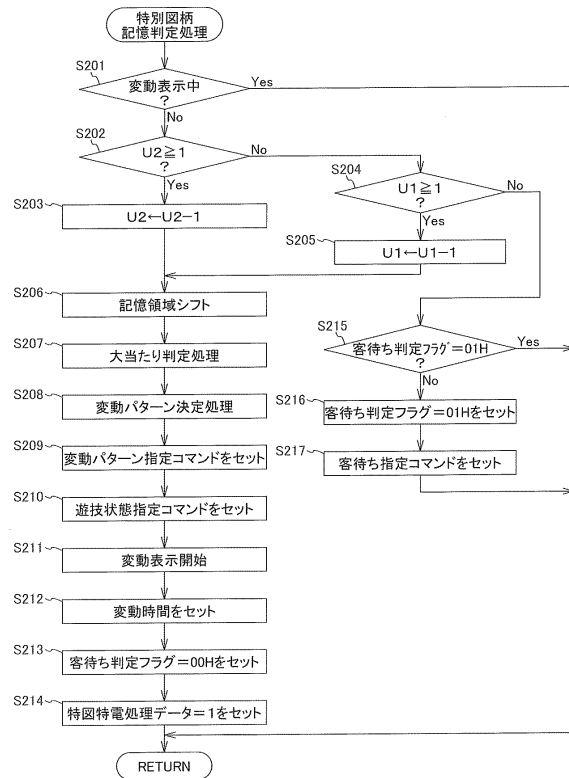 特別図柄
記憶判定処理
S201
変動表示中
?
Yes
No
S202
U2≧1
?
No
Yes
S203
U2←U2-1
S204
U1≧1
?
No
Yes
S205
U1←U1-1
S206
記憶領域シフト
S207
大当たり判定処理
S208
変動パターン決定処理
S209
変動パターン指定コマンドをセット
S210
遊技状態指定コマンドをセット
S211
変動表示開始
S212
変動時間をセット
S213
客待ち判定フラグ=00Hをセット
S214
特図特電処理データ=1をセット
S215
客待ち判定フラグ=01H
?
Yes
No
S216
客待ち判定フラグ=01Hをセット
S217
客待ち指定コマンドをセット
RETURN